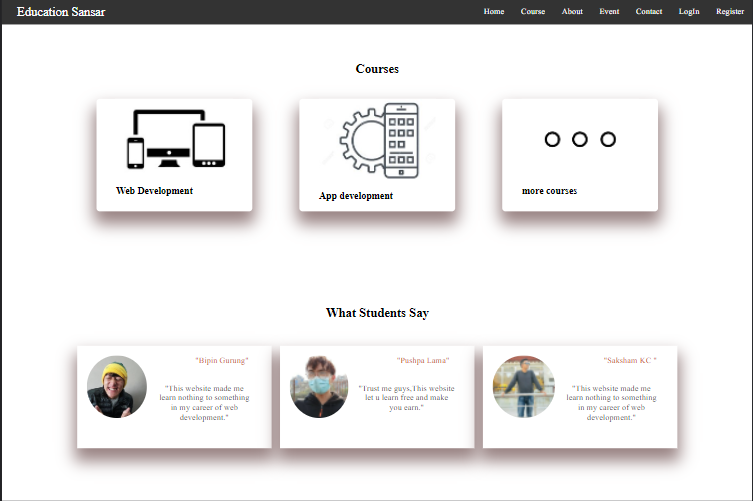 Education Sansar
Home Course About Event Contact LogIn Register
Courses
Web Development
App development
more courses
What Students Say
"Bipin Gurung"
"This website made me
learn nothing to something
in my career of web
development."
"Pushpa Lama"
"Trust me guys,This website
let u learn free and make
you earn."
"Saksham KC "
"This website made me
learn nothing to something
in my career of web
development."